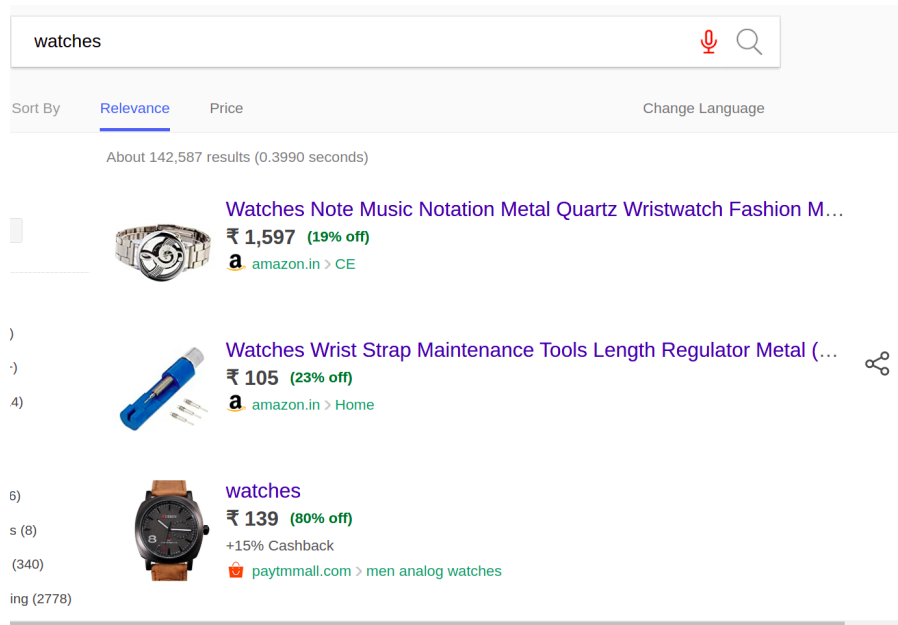 watches
Sort By Relevance Price Change Language
About 142,587 results (0.3990 seconds)
Watches Note Music Notation Metal Quartz Wristwatch Fashion M…
₹ 1,597 (19% off)
a amazon.in > CE
)
Watches Wrist Strap Maintenance Tools Length Regulator Metal (…
-)
₹ 105 (23% off)
.4)
a amazon.in > Home
6)
watches
₹ 139 (80% off)
s (8)
+15% Cashback
(340)
paytmmall.com > men analog watches
ing (2778)